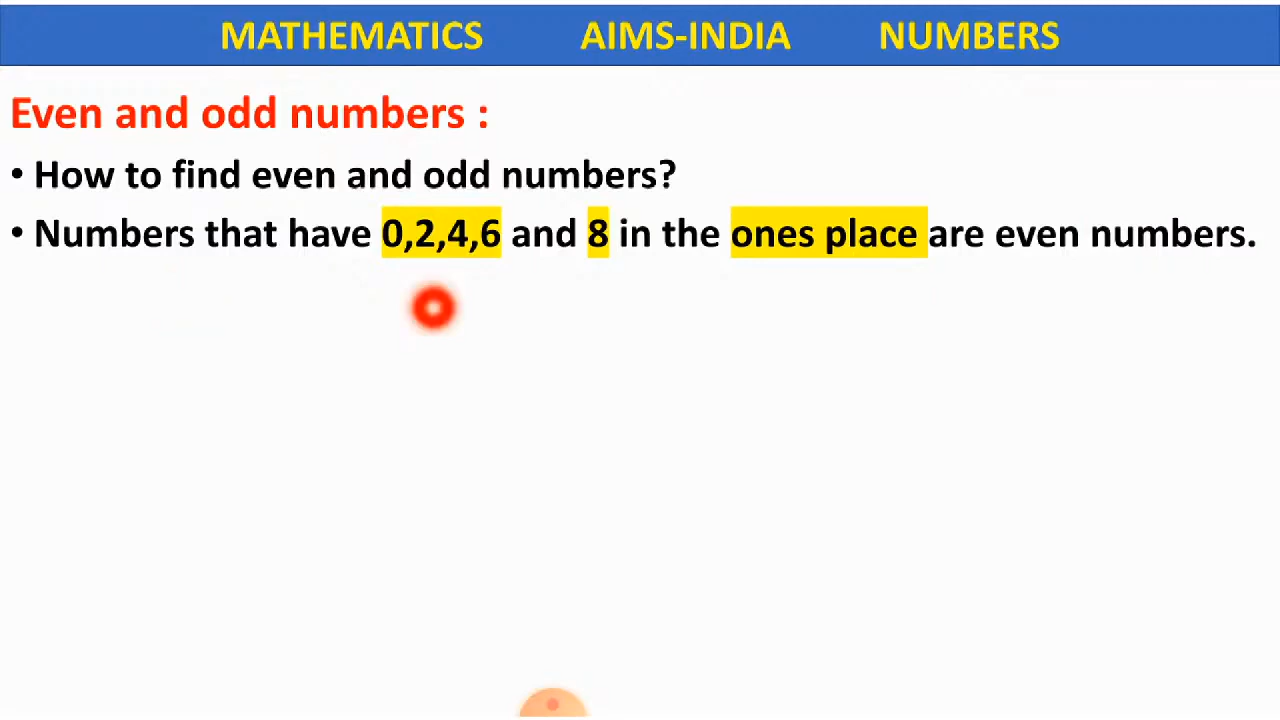 MATHEMATICS AIMS-INDIA NUMBERS
Even and odd numbers :
• How to find even and odd numbers?
• Numbers that have 0,2,4,6 and 8 in the ones place are even numbers.